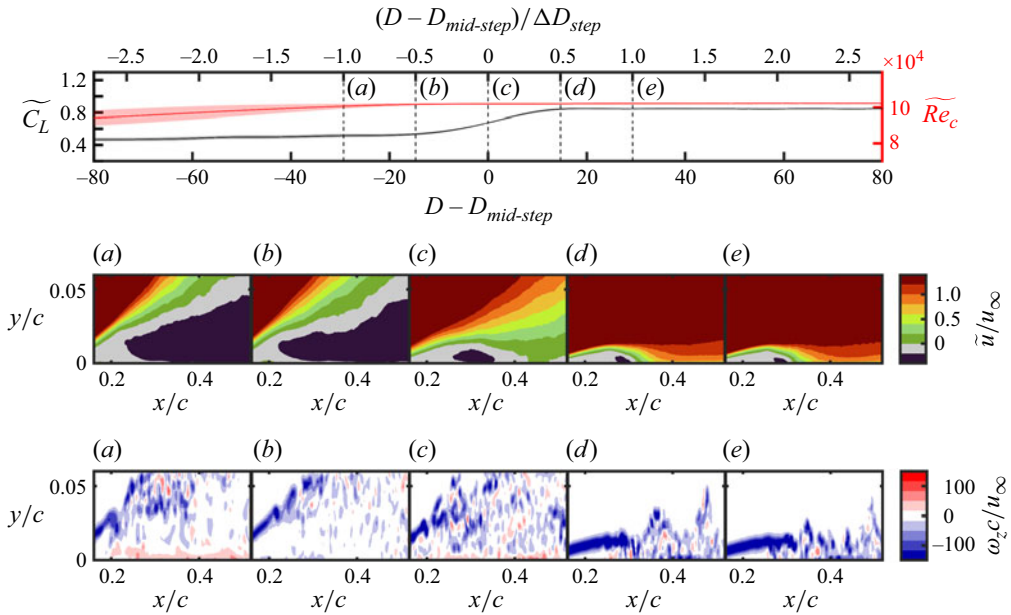 (D – D_mid-step)/ΔD_step
–2.5 –2.0 –1.5 –1.0 –0.5 0 0.5 1.0 2.0 2.5
×10⁴
1.2
0.8
0.4
C̃_L
(a) (b) (c) (d) (e)
10
8
R̃e_c
–80 –60 –40 –20 0 20 40 60 80
D – D_mid-step
(a) (b) (c) (d) (e)
0.05
0
y/c
1.0
0.5
0
ũ/u_∞
0.2 0.4 0.2 0.4 0.2 0.4 0.2 0.4 0.2 0.4
x/c x/c x/c x/c x/c
(a) (b) (c) (d) (e)
0.05
0
y/c
100
0
–100
ω_z c/u_∞
0.2 0.4 0.2 0.4 0.2 0.4 0.2 0.4 0.2 0.4
x/c x/c x/c x/c x/c